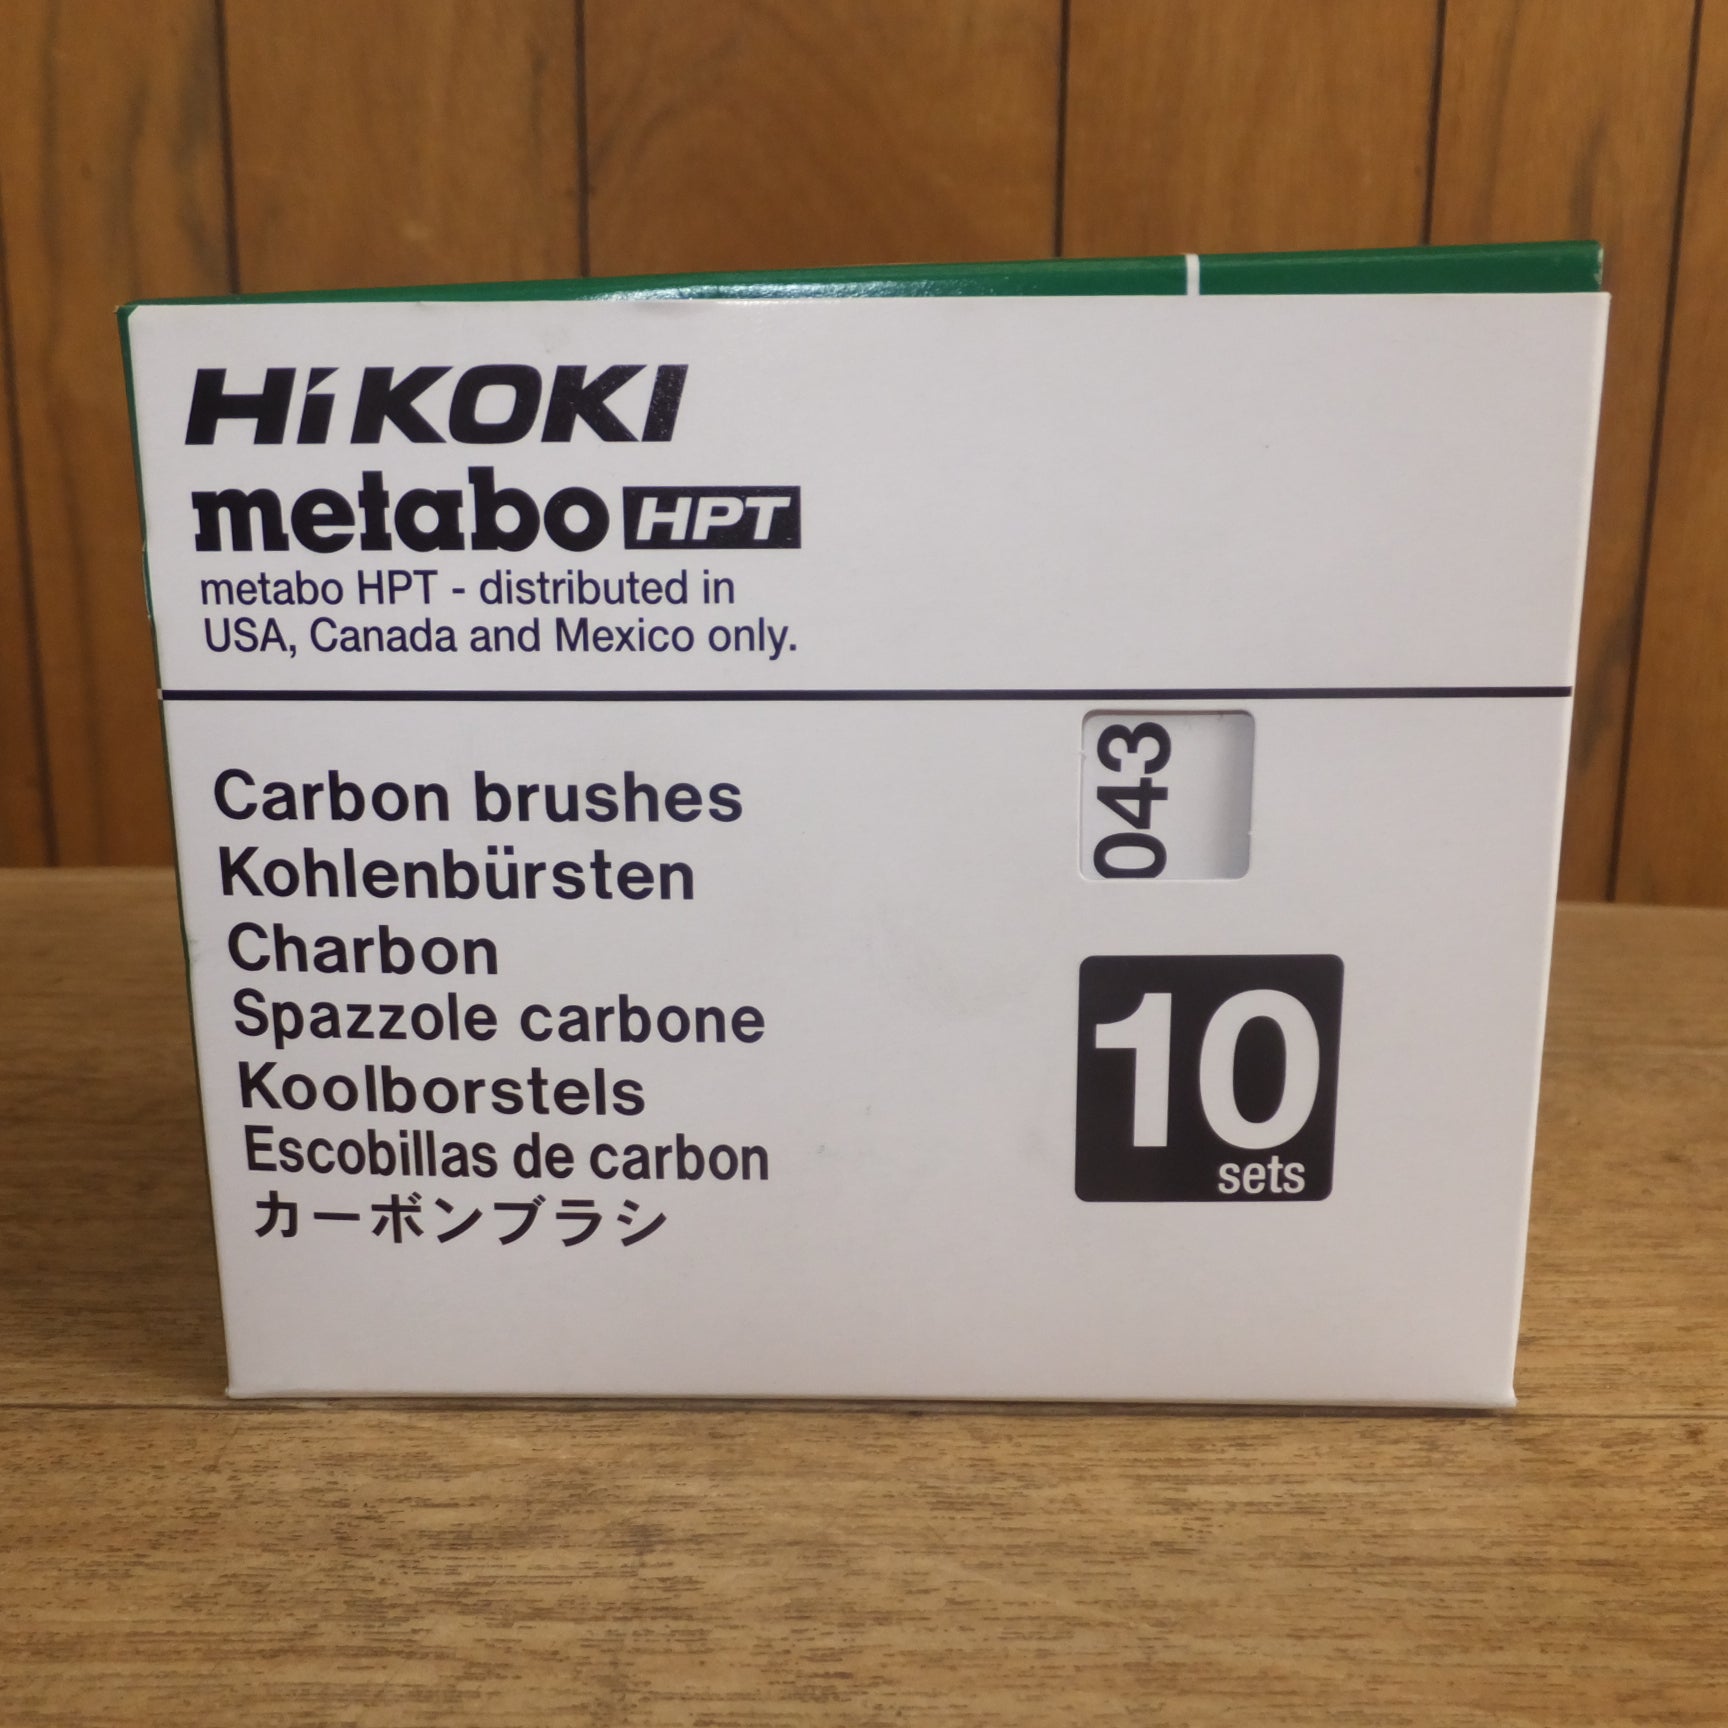 HiKOKI
metabo HPT
metabo HPT - distributed in
USA, Canada and Mexico only.
Carbon brushes
Kohlenbürsten
Charbon
Spazzole carbone
Koolborstels
Escobillas de carbon
カーボンブラシ
043
10
sets